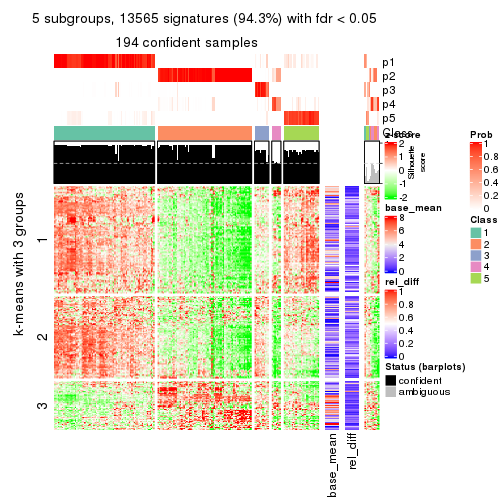 5 subgroups, 13565 signatures (94.3%) with fdr < 0.05
194 confident samples
p1
p2
p3
p4
p5
Class
Silhouette
score
z-score
2
1
0
-1
-2
Prob
1
0.8
0.6
0.4
0.2
0
base_mean
8
6
4
2
0
Class
1
2
3
4
5
rel_diff
1
0.8
0.6
0.4
0.2
0
Status (barplots)
confident
ambiguous
k-means with 3 groups
1
2
3
base_mean
rel_diff